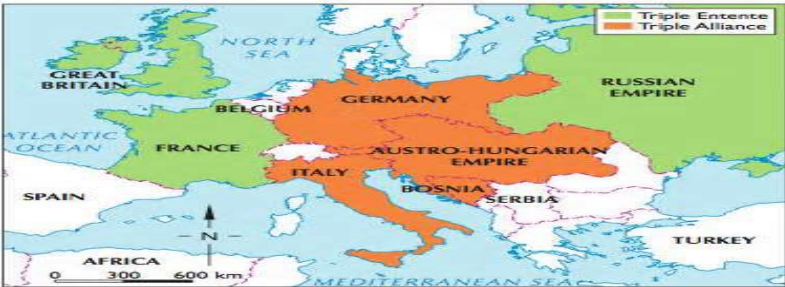 Triple Entente
Triple Alliance
NORTH
SEA
GREAT
BRITAIN
RUSSIAN
EMPIRE
BELGIUM
GERMANY
ATLANTIC
OCEAN
FRANCE
AUSTRO-HUNGARIAN
EMPIRE
ITALY
BOSNIA
SPAIN
SERBIA
N
TURKEY
AFRICA
0 300 600 km
MEDITERRANEAN SEA